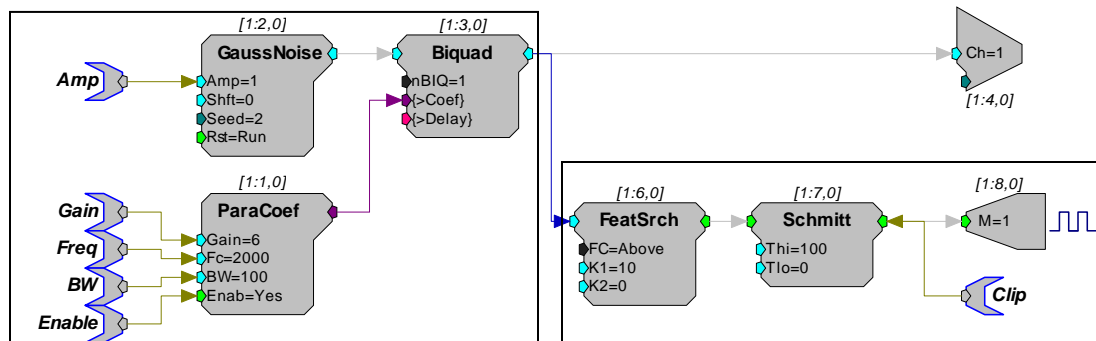 [1:2,0]
GaussNoise
Amp=1
Shft=0
Seed=2
Rst=Run
Amp
[1:3,0]
Biquad
nBIQ=1
{>Coef}
{>Delay}
Ch=1
[1:4,0]
[1:1,0]
ParaCoef
Gain=6
Fc=2000
BW=100
Enab=Yes
Gain
Freq
BW
Enable
[1:6,0]
FeatSrch
FC=Above
K1=10
K2=0
[1:7,0]
Schmitt
Thi=100
Tlo=0
[1:8,0]
M=1
Clip